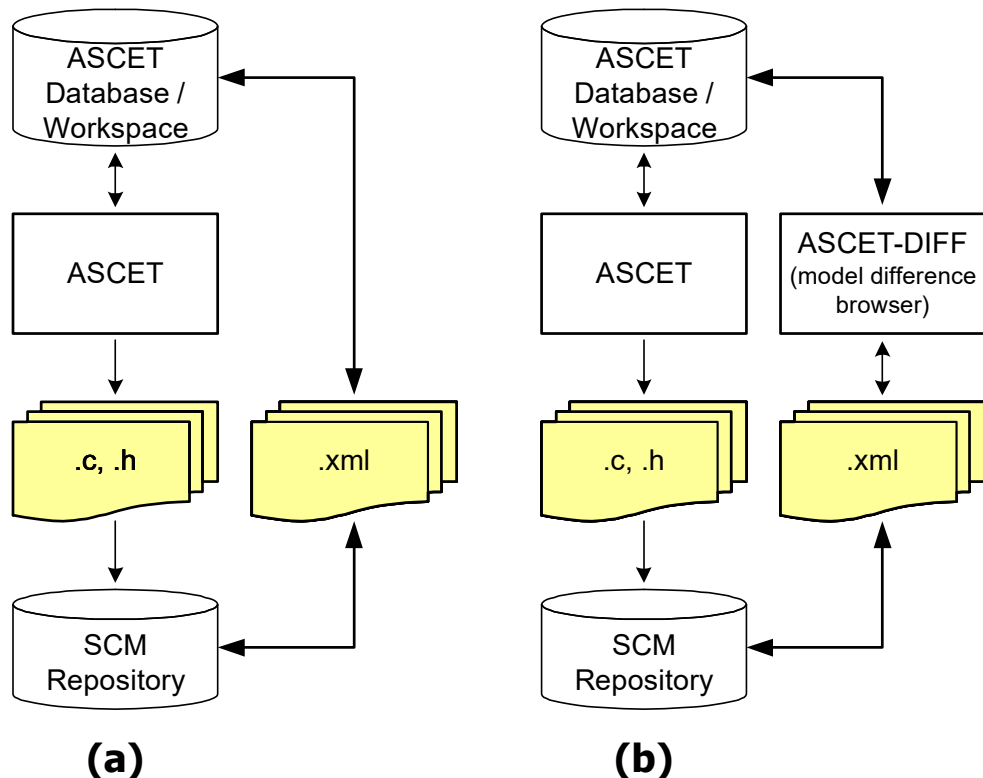 ASCET
Database /
Workspace
ASCET
.c, .h
.xml
SCM
Repository
(a)
ASCET
Database /
Workspace
ASCET
ASCET-DIFF
(model difference
browser)
.c, .h
.xml
SCM
Repository
(b)